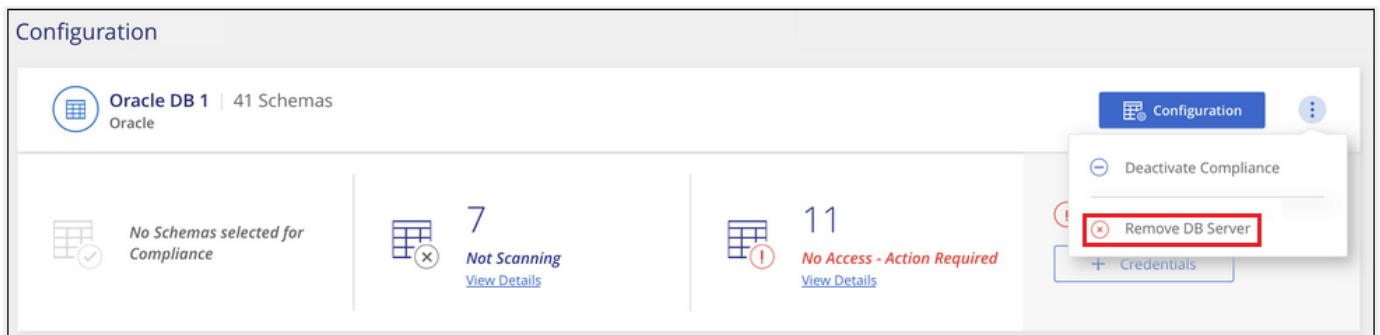 Configuration
Oracle DB 1 | 41 Schemas
Oracle
Configuration
Deactivate Compliance
Remove DB Server
No Schemas selected for
Compliance
7
Not Scanning
View Details
11
No Access - Action Required
View Details
+ Credentials